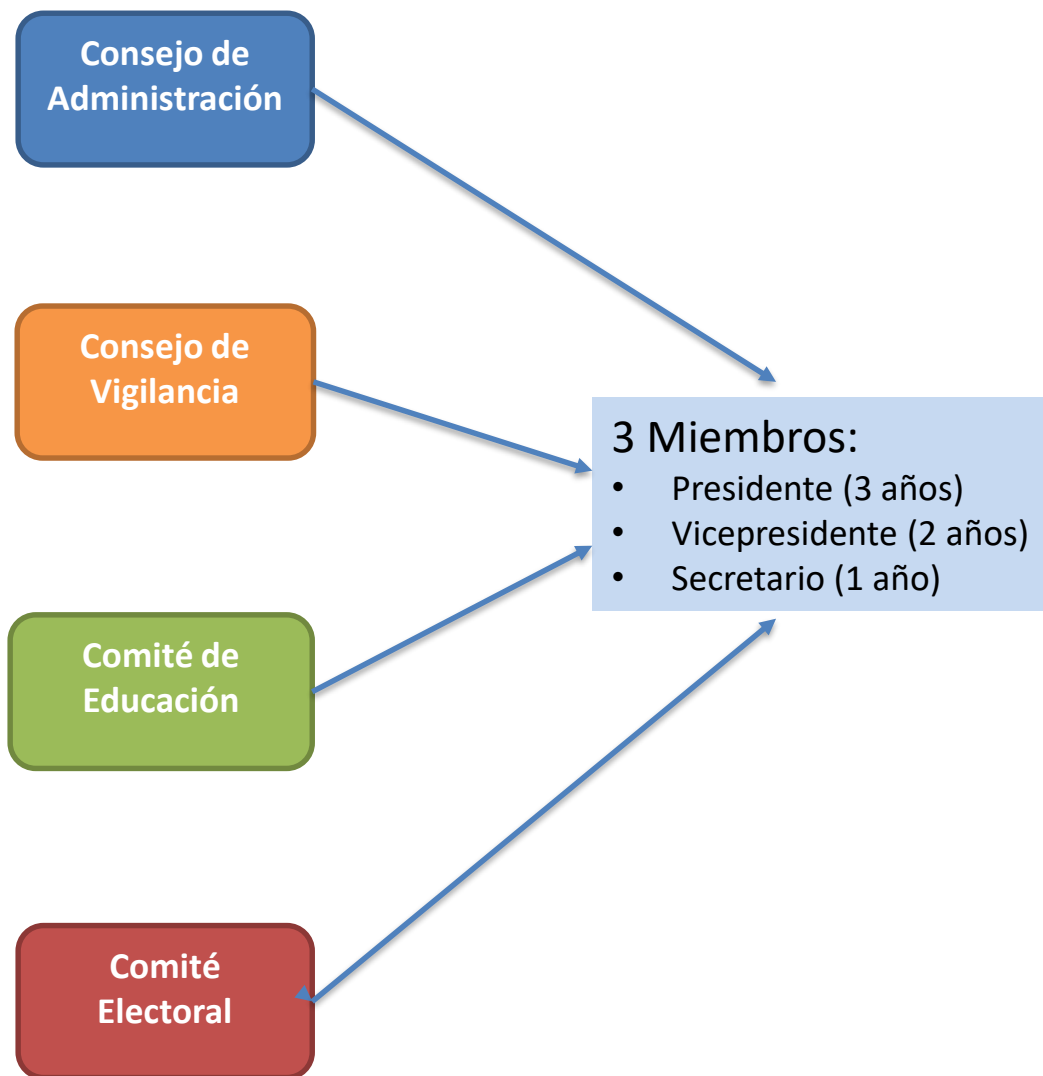 Consejo de
Administración
Consejo de
Vigilancia
3 Miembros:
• Presidente (3 años)
• Vicepresidente (2 años)
• Secretario (1 año)
Comité de
Educación
Comité
Electoral